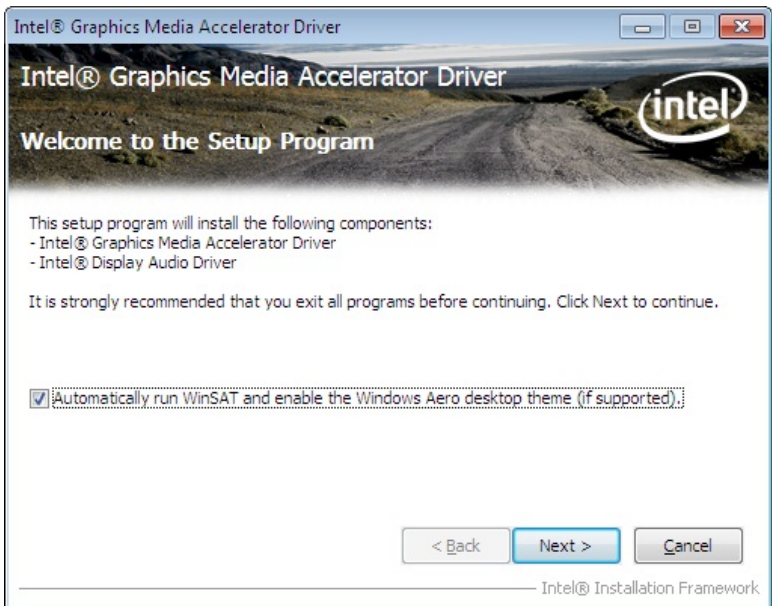 Intel® Graphics Media Accelerator Driver
Intel® Graphics Media Accelerator Driver
intel
Welcome to the Setup Program
This setup program will install the following components:
- Intel® Graphics Media Accelerator Driver
- Intel® Display Audio Driver
It is strongly recommended that you exit all programs before continuing. Click Next to continue.
Automatically run WinSAT and enable the Windows Aero desktop theme (if supported).
< Back Next > Cancel
Intel® Installation Framework